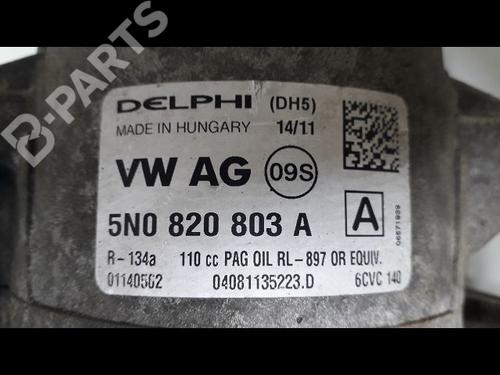 B-PARTS
DELPHI (DH5)
MADE IN HUNGARY 14/11
VW AG 09S
5N0 820 803 A A
R-134a 110 cc PAG OIL RL-897 OR EQUIV.
01140562 04081135223.D 6CVC 140
06671939